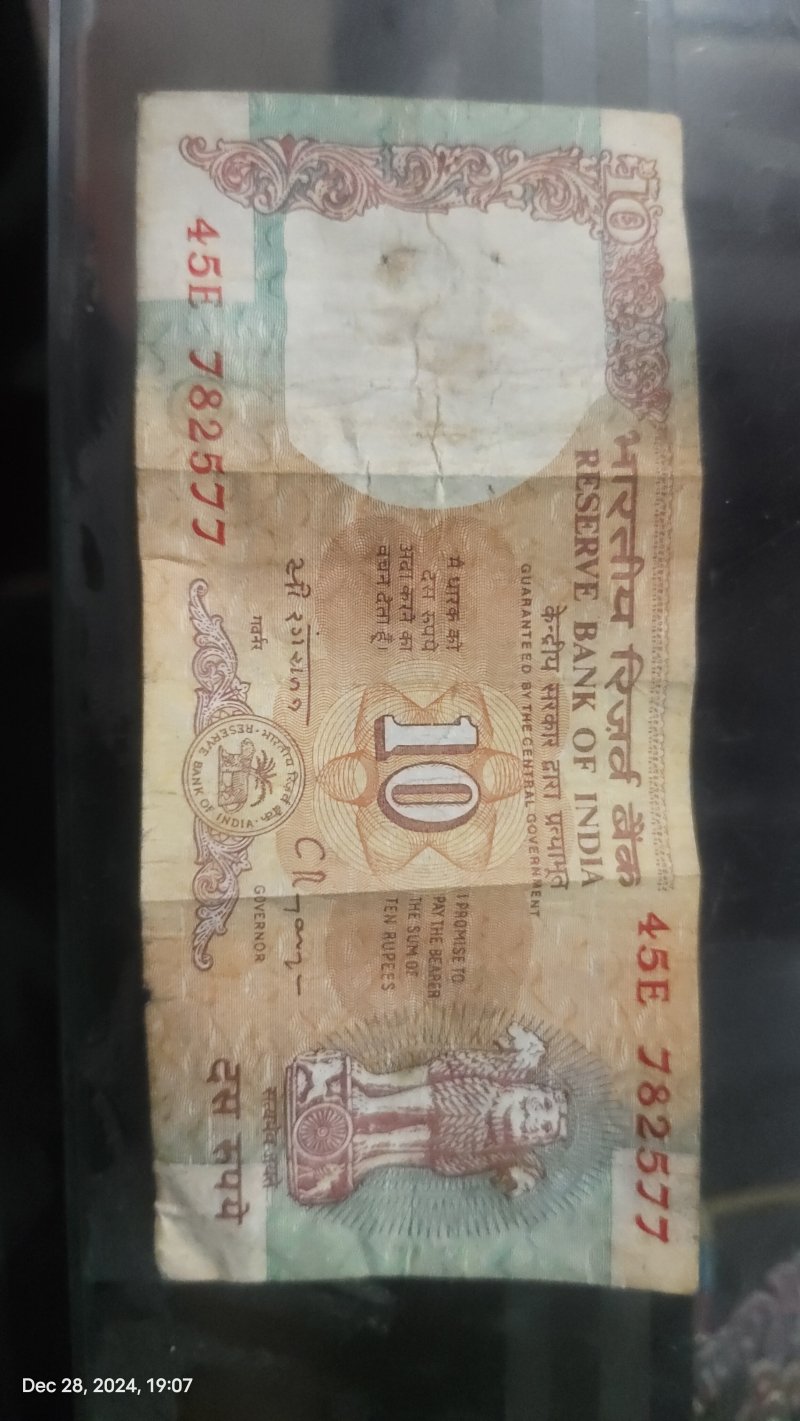 10
भारतीय रिज़र्व बैंक
RESERVE BANK OF INDIA
केन्द्रीय सरकार द्वारा प्रत्याभूत
GUARANTEED BY THE CENTRAL GOVERNMENT
45E 782577
मैं धारक को
दस रुपये
अदा करने का
वचन देता हूँ।
10
I PROMISE TO
PAY THE BEARER
THE SUM OF
TEN RUPEES
गवर्नर
GOVERNOR
भारतीय रिज़र्व बैंक
RESERVE BANK OF INDIA
45E 782577
सत्यमेव जयते
दस रुपये
Dec 28, 2024, 19:07